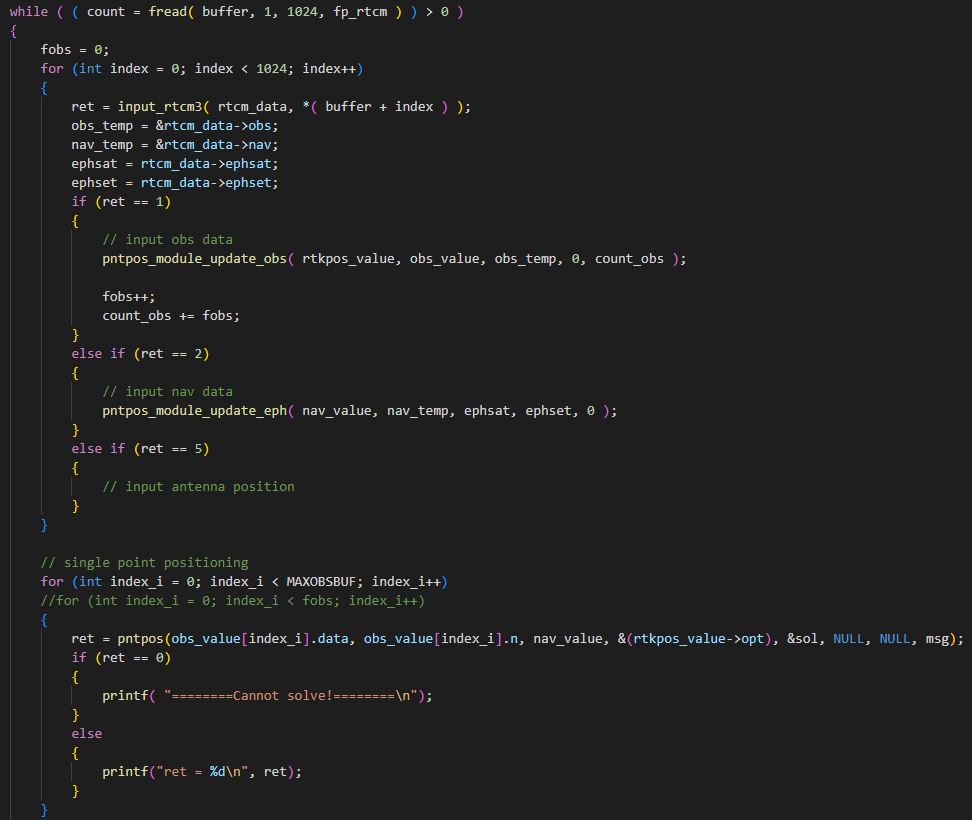 while ( ( count = fread( buffer, 1, 1024, fp_rtcm ) ) > 0 )
{
    fobs = 0;
    for (int index = 0; index < 1024; index++)
    {
        ret = input_rtcm3( rtcm_data, *( buffer + index ) );
        obs_temp = &rtcm_data->obs;
        nav_temp = &rtcm_data->nav;
        ephsat = rtcm_data->ephsat;
        ephset = rtcm_data->ephset;
        if (ret == 1)
        {
            // input obs data
            pntpos_module_update_obs( rtkpos_value, obs_value, obs_temp, 0, count_obs );

            fobs++;
            count_obs += fobs;
        }
        else if (ret == 2)
        {
            // input nav data
            pntpos_module_update_eph( nav_value, nav_temp, ephsat, ephset, 0 );
        }
        else if (ret == 5)
        {
            // input antenna position
        }
    }

    // single point positioning
    for (int index_i = 0; index_i < MAXOBSBUF; index_i++)
    //for (int index_i = 0; index_i < fobs; index_i++)
    {
        ret = pntpos(obs_value[index_i].data, obs_value[index_i].n, nav_value, &(rtkpos_value->opt), &sol, NULL, NULL, msg);
        if (ret == 0)
        {
            printf( "========Cannot solve!========\n");
        }
        else
        {
            printf("ret = %d\n", ret);
        }
    }